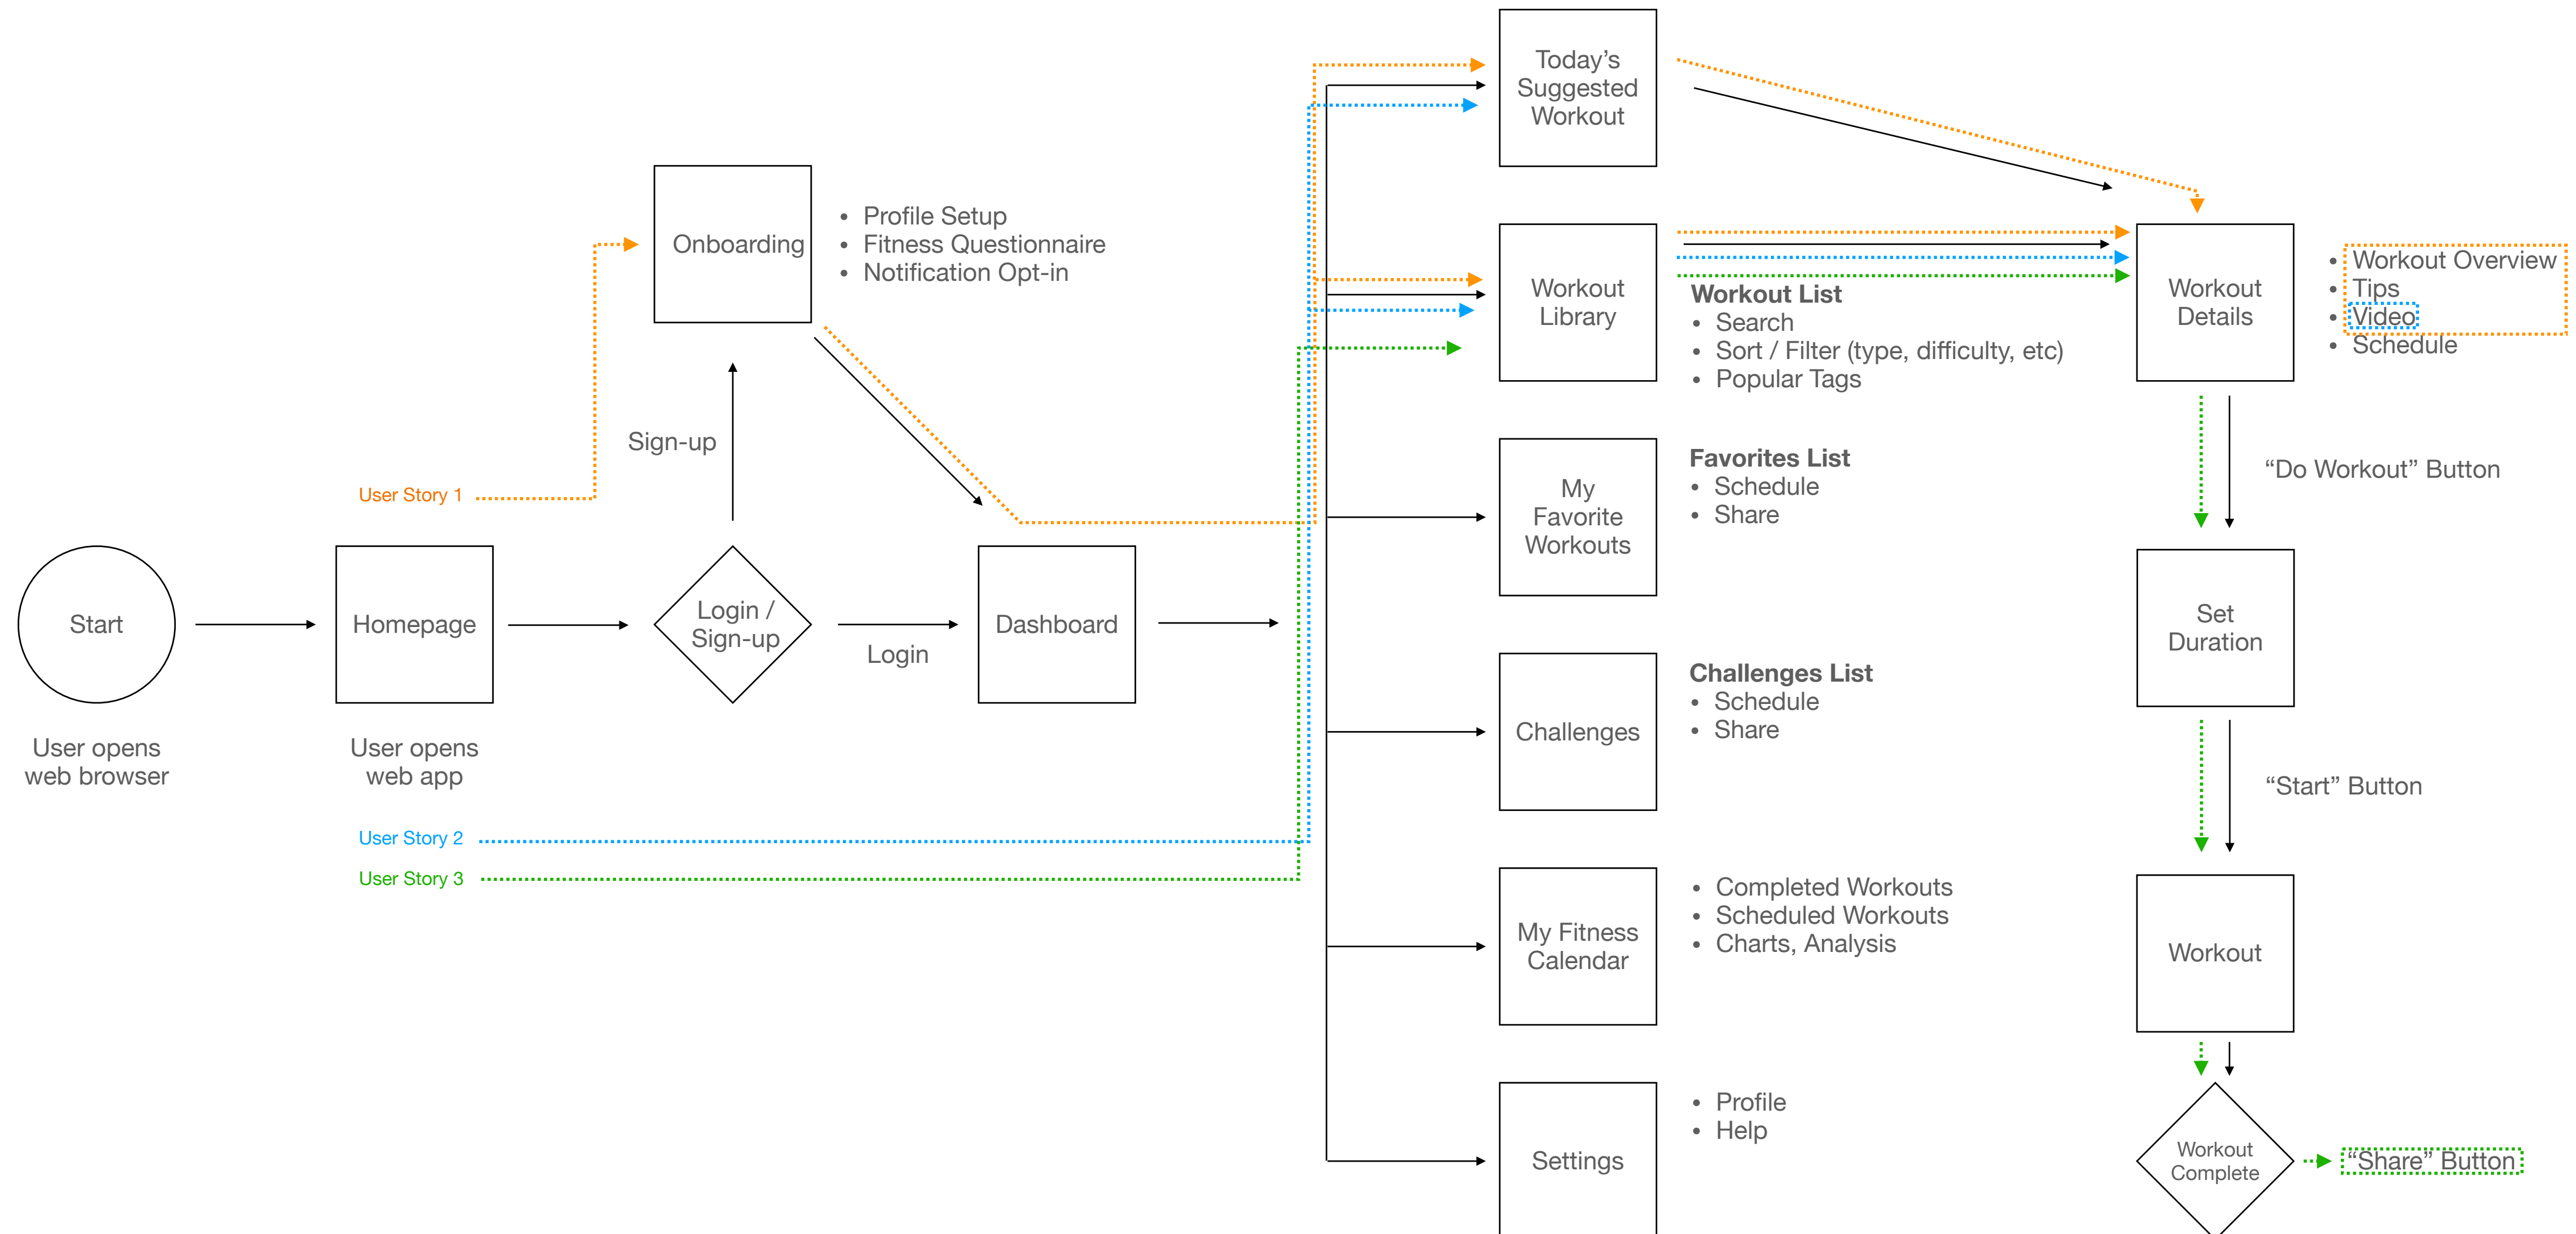 Today’s
Suggested
Workout
Onboarding
• Profile Setup
• Fitness Questionnaire
• Notification Opt-in
Workout
Library
Workout List
• Search
• Sort / Filter (type, difficulty, etc)
• Popular Tags
Workout
Details
• Workout Overview
• Tips
• Video
• Schedule
Sign-up
User Story 1
My
Favorite
Workouts
Favorites List
• Schedule
• Share
“Do Workout” Button
Start
User opens
web browser
Homepage
User opens
web app
Login /
Sign-up
Login
Dashboard
Set
Duration
Challenges
Challenges List
• Schedule
• Share
“Start” Button
User Story 2
User Story 3
My Fitness
Calendar
• Completed Workouts
• Scheduled Workouts
• Charts, Analysis
Workout
Settings
• Profile
• Help
Workout
Complete
“Share” Button